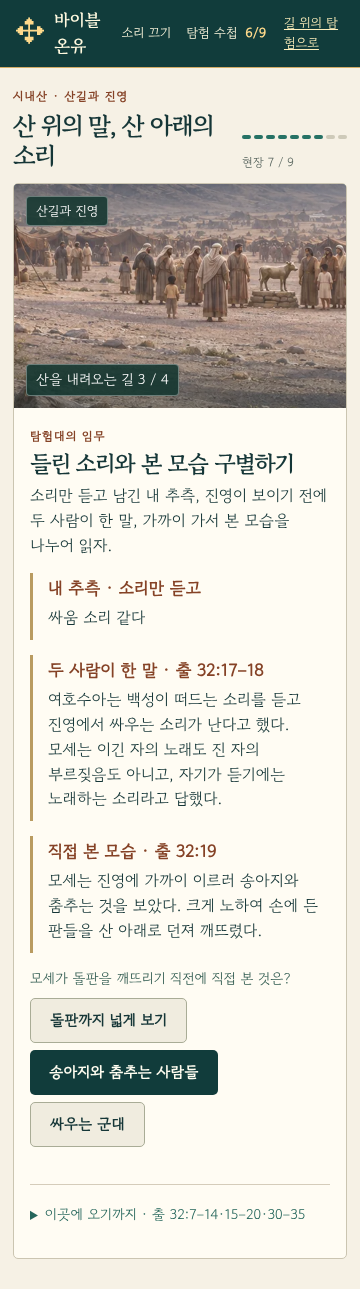 바이블
온유
소리 끄기
탐험 수첩 6/9
길 위의 탐
험으로
시내산 · 산길과 진영
산 위의 말, 산 아래의
소리
현장 7 / 9
산길과 진영
산을 내려오는 길 3 / 4
탐험대의 임무
들린 소리와 본 모습 구별하기
소리만 듣고 남긴 내 추측, 진영이 보이기 전에
두 사람이 한 말, 가까이 가서 본 모습을
나누어 읽자.
내 추측 · 소리만 듣고
싸움 소리 같다
두 사람이 한 말 · 출 32:17–18
여호수아는 백성이 떠드는 소리를 듣고
진영에서 싸우는 소리가 난다고 했다.
모세는 이긴 자의 노래도 진 자의
부르짖음도 아니고, 자기가 듣기에는
노래하는 소리라고 답했다.
직접 본 모습 · 출 32:19
모세는 진영에 가까이 이르러 송아지와
춤추는 것을 보았다. 크게 노하여 손에 든
판들을 산 아래로 던져 깨뜨렸다.
모세가 돌판을 깨뜨리기 직전에 직접 본 것은?
돌판까지 넓게 보기
송아지와 춤추는 사람들
싸우는 군대
▶ 이곳에 오기까지 · 출 32:7–14·15–20·30–35